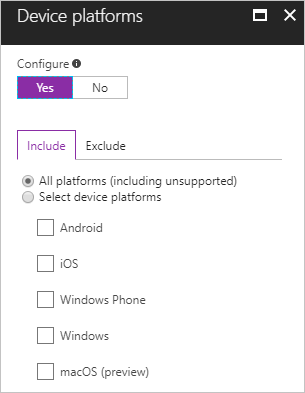 Device platforms
Configure
Yes No
Include Exclude
All platforms (including unsupported)
Select device platforms
Android
iOS
Windows Phone
Windows
macOS (preview)